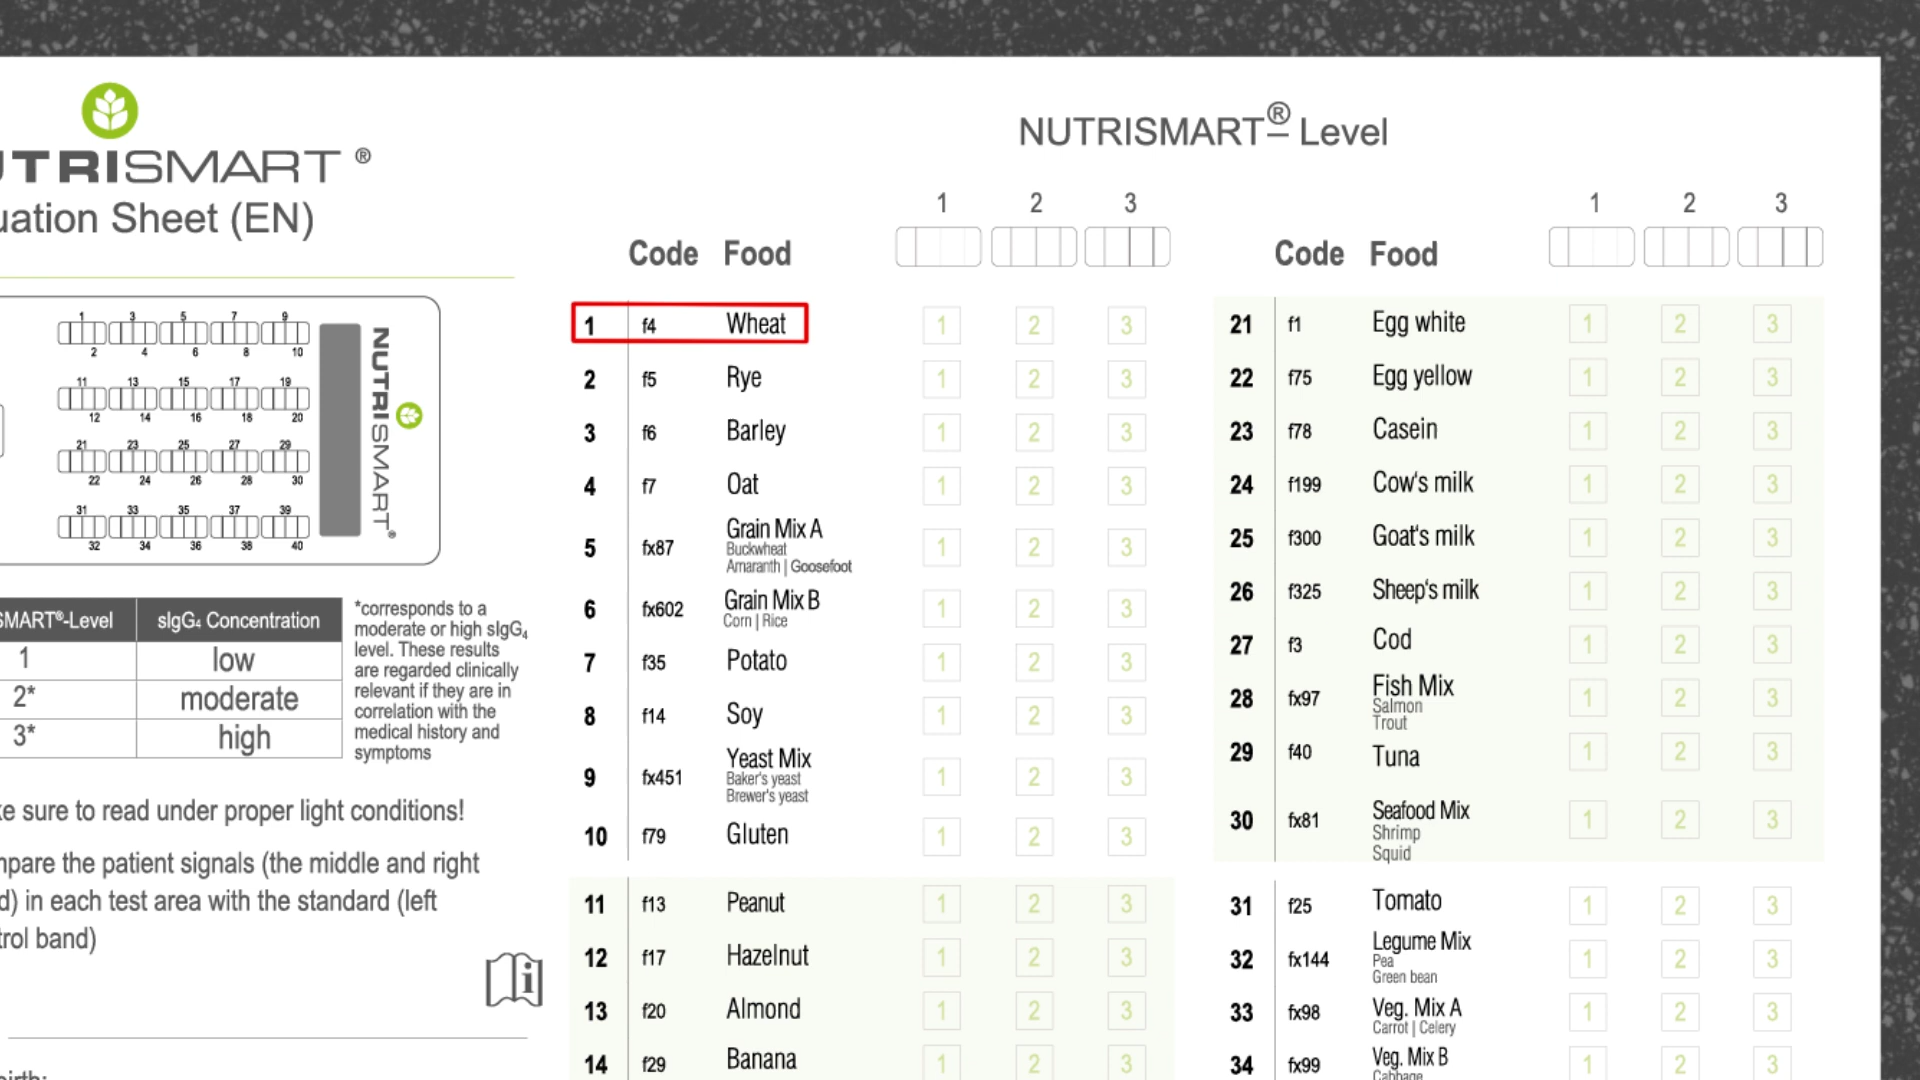 UTRISMART ®
uation Sheet (EN)
1 3 5 7 9
2 4 6 8 10
11 13 15 17 19
12 14 16 18 20
21 23 25 27 29
22 24 26 28 30
31 33 35 37 39
32 34 36 38 40
NUTRISMART®
SMART®-Level sIgG₄ Concentration
1 low
2* moderate
3* high
*corresponds to a
moderate or high sIgG₄
level. These results
are regarded clinically
relevant if they are in
correlation with the
medical history and
symptoms
ke sure to read under proper light conditions!
mpare the patient signals (the middle and right
d) in each test area with the standard (left
trol band)
i
birth:
NUTRISMART® Level
1 2 3
Code Food
1 f4 Wheat 1 2 3
2 f5 Rye 1 2 3
3 f6 Barley 1 2 3
4 f7 Oat 1 2 3
5 fx87 Grain Mix A 1 2 3
Buckwheat
Amaranth | Goosefoot
6 fx602 Grain Mix B 1 2 3
Corn | Rice
7 f35 Potato 1 2 3
8 f14 Soy 1 2 3
9 fx451 Yeast Mix 1 2 3
Baker's yeast
Brewer's yeast
10 f79 Gluten 1 2 3
11 f13 Peanut 1 2 3
12 f17 Hazelnut 1 2 3
13 f20 Almond 1 2 3
14 f29 Banana 1 2 3
1 2 3
Code Food
21 f1 Egg white 1 2 3
22 f75 Egg yellow 1 2 3
23 f78 Casein 1 2 3
24 f199 Cow's milk 1 2 3
25 f300 Goat's milk 1 2 3
26 f325 Sheep's milk 1 2 3
27 f3 Cod 1 2 3
28 fx97 Fish Mix 1 2 3
Salmon
Trout
29 f40 Tuna 1 2 3
30 fx81 Seafood Mix 1 2 3
Shrimp
Squid
31 f25 Tomato 1 2 3
32 fx144 Legume Mix 1 2 3
Pea
Green bean
33 fx98 Veg. Mix A 1 2 3
Carrot | Celery
34 fx99 Veg. Mix B 1 2 3
Cabbage